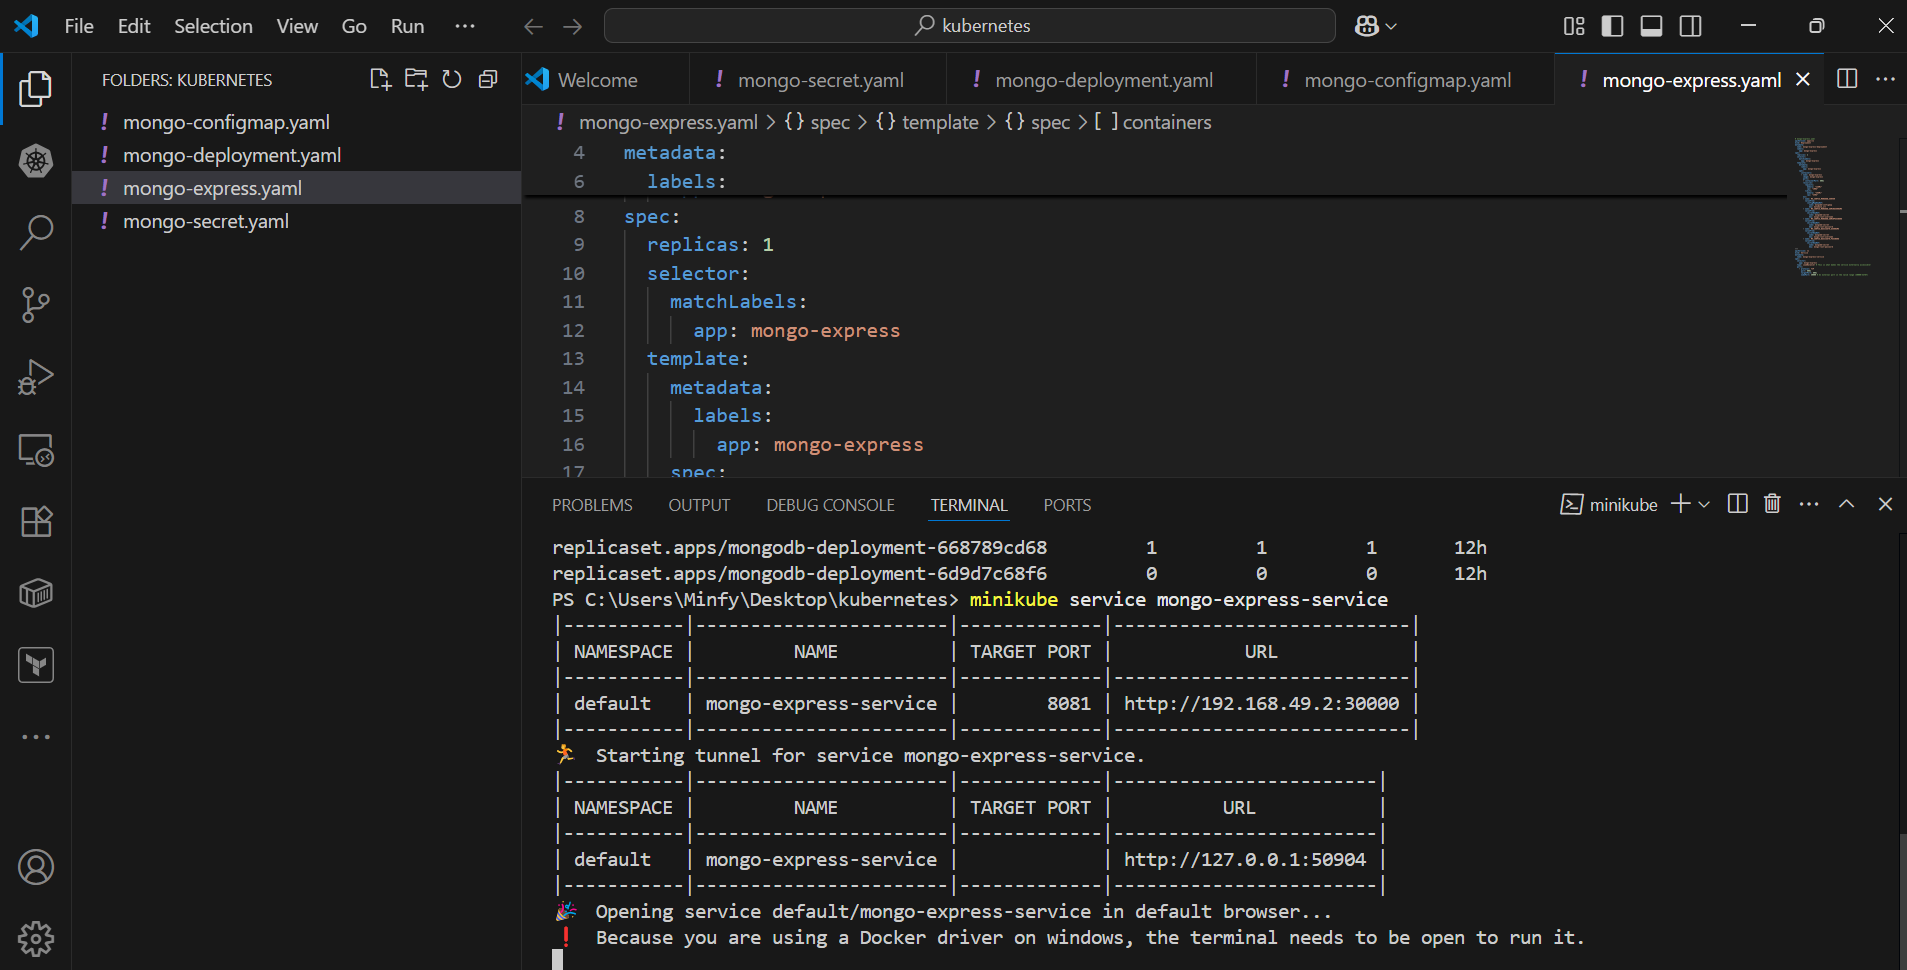 File Edit Selection View Go Run ···
kubernetes
FOLDERS: KUBERNETES
mongo-configmap.yaml
mongo-deployment.yaml
mongo-express.yaml
mongo-secret.yaml
Welcome
! mongo-secret.yaml
! mongo-deployment.yaml
! mongo-configmap.yaml
! mongo-express.yaml
! mongo-express.yaml > {} spec > {} template > {} spec > [ ] containers
4 metadata:
6 labels:
8 spec:
9 replicas: 1
10 selector:
11 matchLabels:
12 app: mongo-express
13 template:
14 metadata:
15 labels:
16 app: mongo-express
17 spec:
PROBLEMS OUTPUT DEBUG CONSOLE TERMINAL PORTS
minikube
replicaset.apps/mongodb-deployment-668789cd68 1 1 1 12h
replicaset.apps/mongodb-deployment-6d9d7c68f6 0 0 0 12h
PS C:\Users\Minfy\Desktop\kubernetes> minikube service mongo-express-service
|-----------|-----------------------|-------------|---------------------------|
| NAMESPACE | NAME | TARGET PORT | URL |
|-----------|-----------------------|-------------|---------------------------|
| default | mongo-express-service | 8081 | http://192.168.49.2:30000 |
|-----------|-----------------------|-------------|---------------------------|
🏃 Starting tunnel for service mongo-express-service.
|-----------|-----------------------|-------------|------------------------|
| NAMESPACE | NAME | TARGET PORT | URL |
|-----------|-----------------------|-------------|------------------------|
| default | mongo-express-service | | http://127.0.0.1:50904 |
|-----------|-----------------------|-------------|------------------------|
🎉 Opening service default/mongo-express-service in default browser...
❗ Because you are using a Docker driver on windows, the terminal needs to be open to run it.